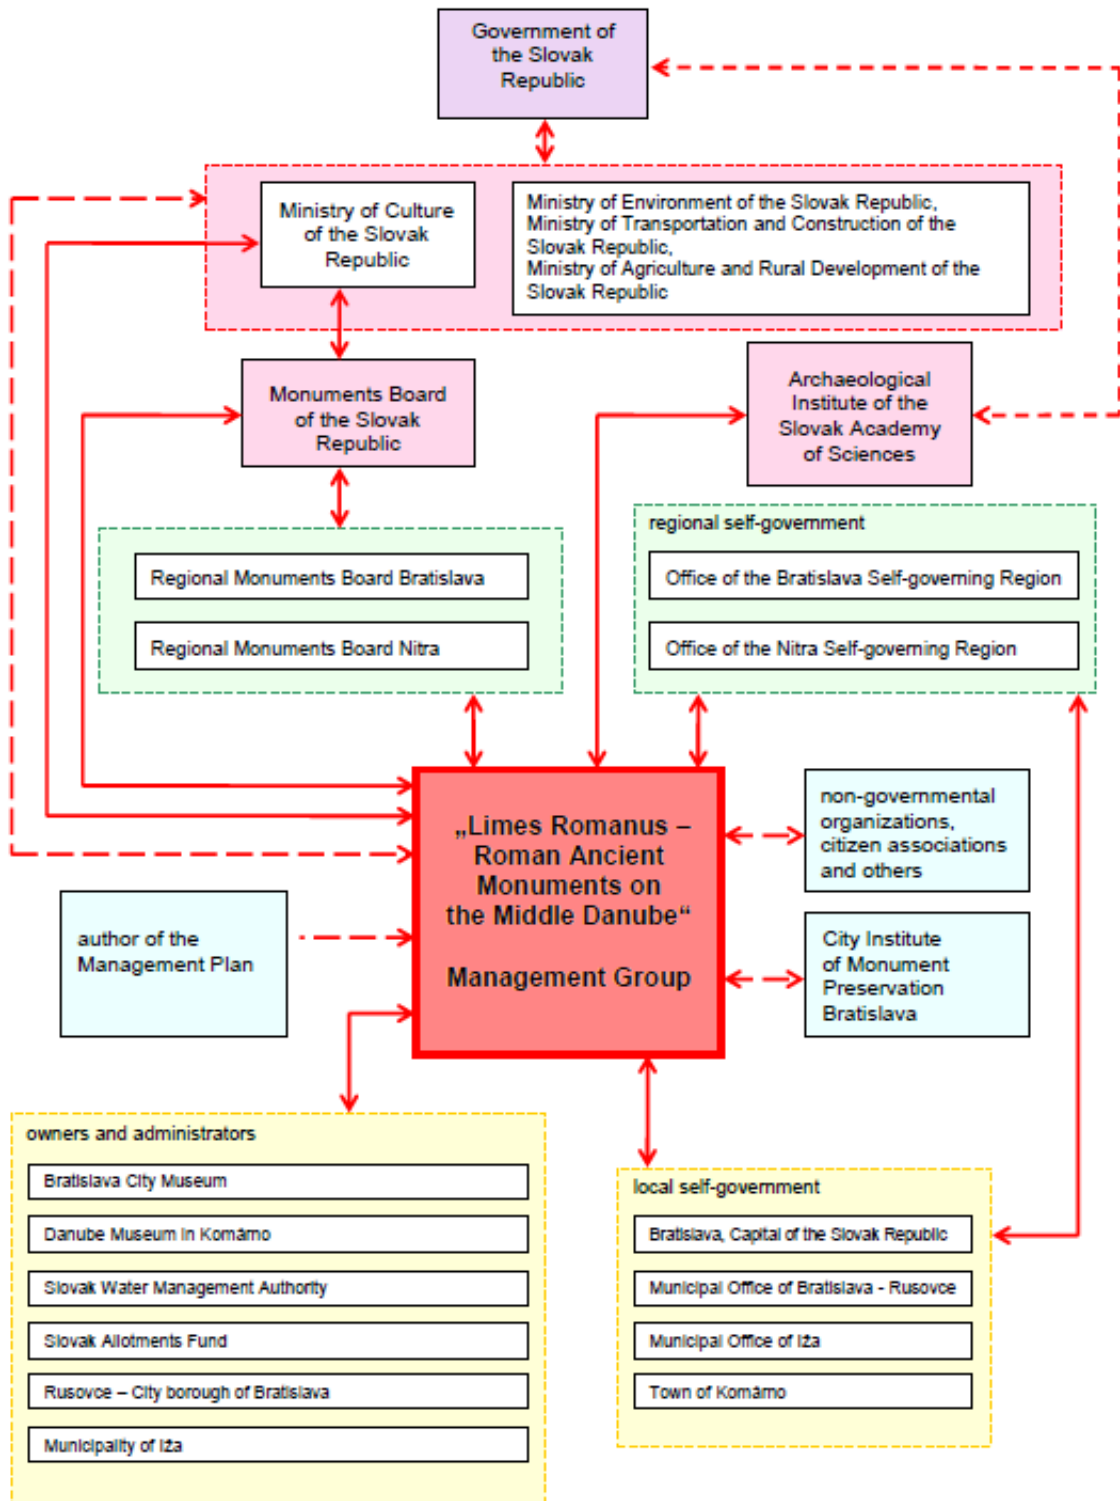 Government of
the Slovak
Republic
Ministry of Culture
of the Slovak
Republic
Ministry of Environment of the Slovak Republic,
Ministry of Transportation and Construction of the
Slovak Republic,
Ministry of Agriculture and Rural Development of the
Slovak Republic
Monuments Board
of the Slovak
Republic
Archaeological
Institute of the
Slovak Academy
of Sciences
Regional Monuments Board Bratislava
Regional Monuments Board Nitra
regional self-government
Office of the Bratislava Self-governing Region
Office of the Nitra Self-governing Region
„Limes Romanus –
Roman Ancient
Monuments on
the Middle Danube“
Management Group
non-governmental
organizations,
citizen associations
and others
author of the
Management Plan
City Institute
of Monument
Preservation
Bratislava
owners and administrators
Bratislava City Museum
Danube Museum in Komárno
Slovak Water Management Authority
Slovak Allotments Fund
Rusovce – City borough of Bratislava
Municipality of Iža
local self-government
Bratislava, Capital of the Slovak Republic
Municipal Office of Bratislava - Rusovce
Municipal Office of Iža
Town of Komárno